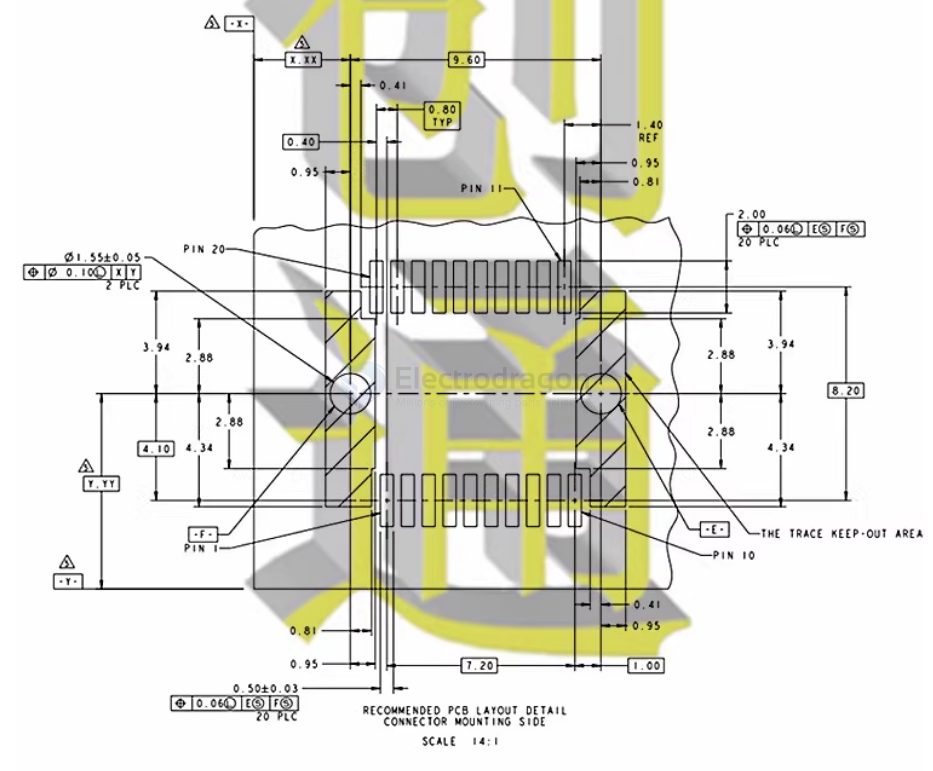 3 -X-
3
X.XX 9.60
0.41
0.80
TYP
0.40 1.40
REF
0.95 0.95
0.81
PIN 11
2.00
⌖ 0.06Ⓛ EⓈ FⓈ
20 PLC
PIN 20
Ø1.55±0.05
⌖ Ø 0.10Ⓛ X Y
2 PLC
3.94 2.88 2.88 3.94
Electrodragon
8.20
2.88 2.88
4.10 4.34 4.34
3
Y.YY
-F- -E-
THE TRACE KEEP-OUT AREA
PIN 1 PIN 10
3
-Y-
0.41
0.81 0.95
0.95 7.20 1.00
0.50±0.03
⌖ 0.06Ⓛ EⓈ FⓈ
20 PLC
RECOMMENDED PCB LAYOUT DETAIL
CONNECTOR MOUNTING SIDE
SCALE 14:1